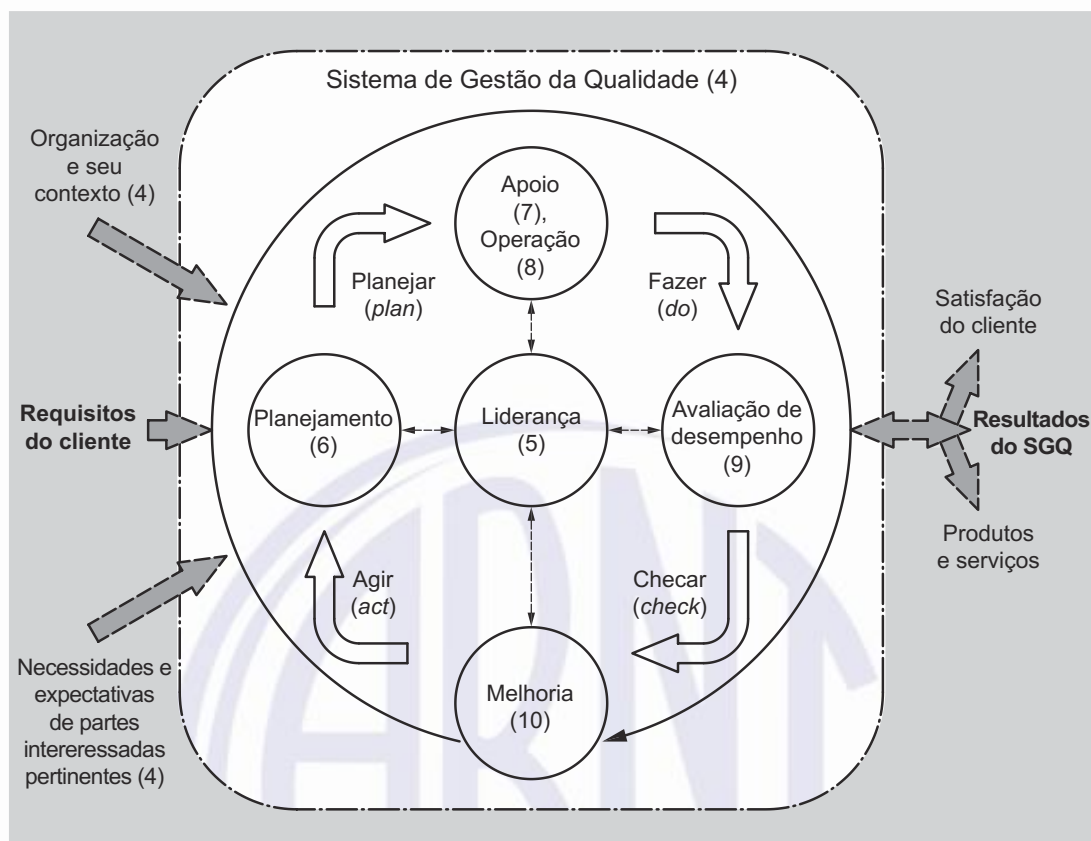 Sistema de Gestão da Qualidade (4)
Organização
e seu
contexto (4)
Apoio
(7),
Operação
(8)
Planejar
(plan)
Fazer
(do)
Satisfação
do cliente
Requisitos
do cliente
Planejamento
(6)
Liderança
(5)
Avaliação de
desempenho
(9)
Resultados
do SGQ
Produtos
e serviços
Agir
(act)
Checar
(check)
Necessidades e
expectativas
de partes
intereressadas
pertinentes (4)
Melhoria
(10)